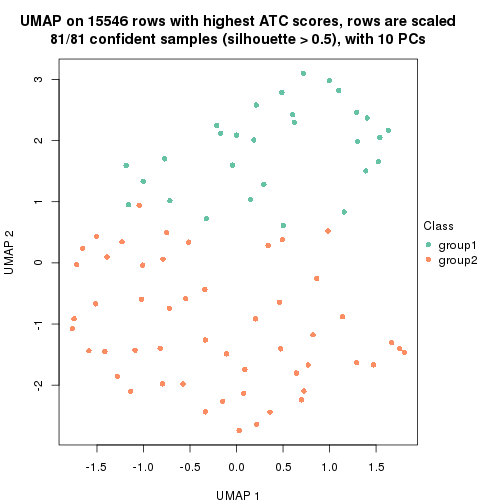 UMAP on 15546 rows with highest ATC scores, rows are scaled
81/81 confident samples (silhouette > 0.5), with 10 PCs
3
2
1
0
-1
-2
UMAP 2
-1.5 -1.0 -0.5 0.0 0.5 1.0 1.5
UMAP 1
Class
group1
group2